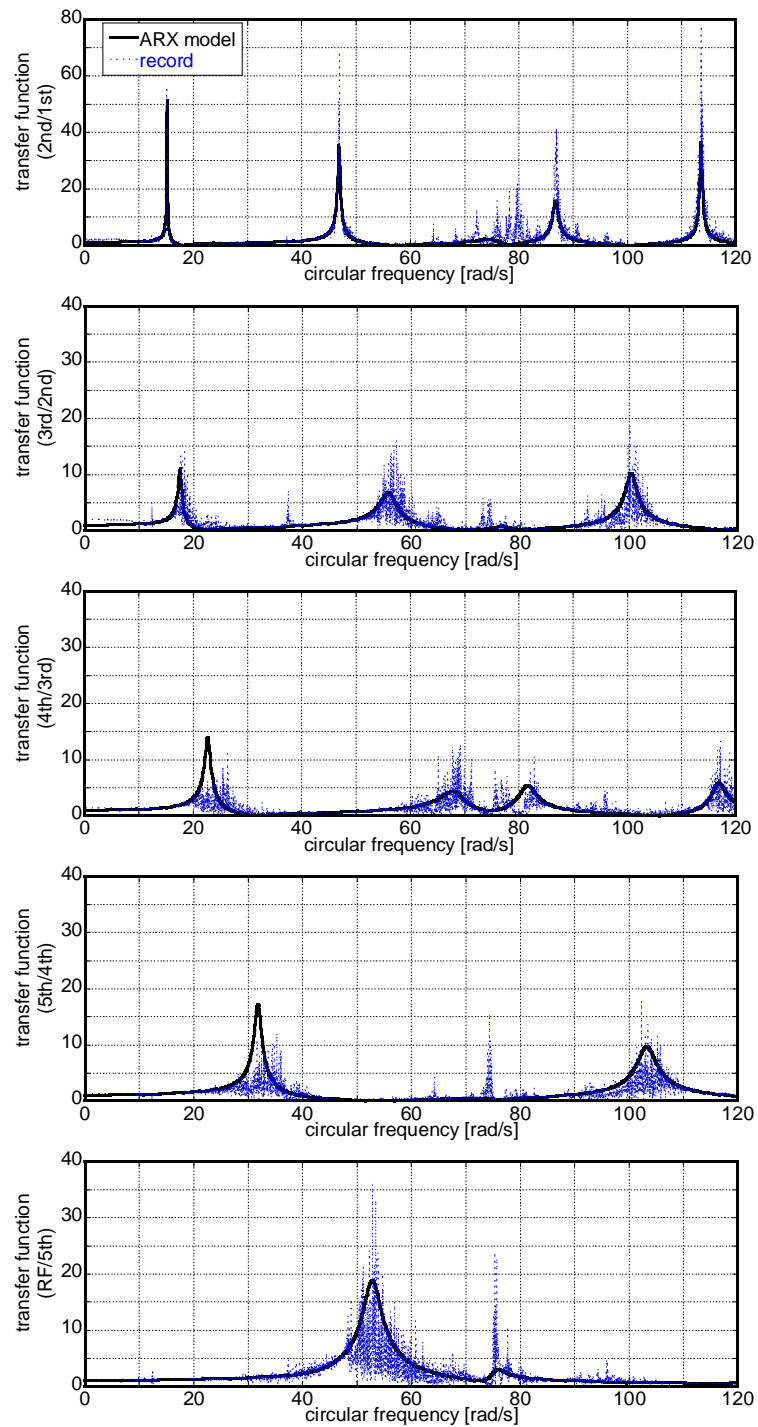 80
ARX model
record
60
40
20
0
transfer function
(2nd/1st)
0 20 40 60 80 100 120
circular frequency [rad/s]
40
30
20
10
0
transfer function
(3rd/2nd)
0 20 40 60 80 100 120
circular frequency [rad/s]
40
30
20
10
0
transfer function
(4th/3rd)
0 20 40 60 80 100 120
circular frequency [rad/s]
40
30
20
10
0
transfer function
(5th/4th)
0 20 40 60 80 100 120
circular frequency [rad/s]
40
30
20
10
0
transfer function
(RF/5th)
0 20 40 60 80 100 120
circular frequency [rad/s]